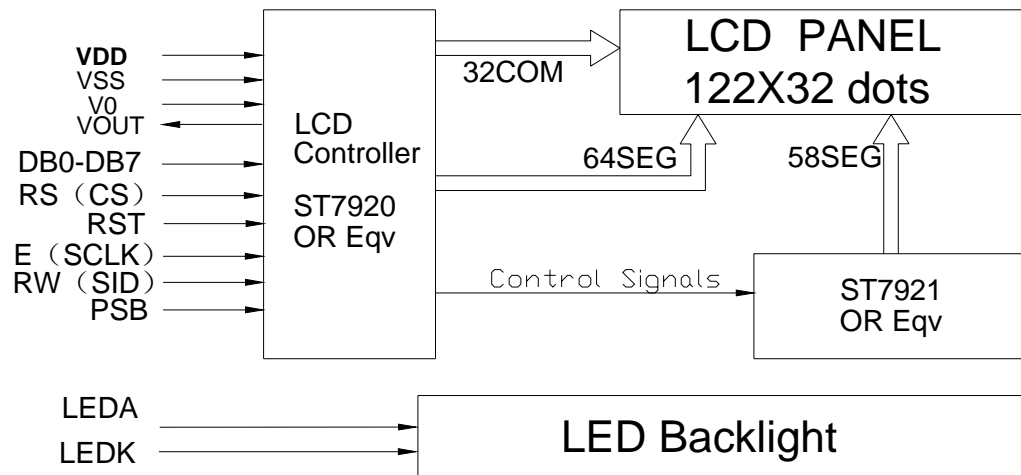 VDD
VSS
V0
VOUT
DB0-DB7
RS（CS）
RST
E（SCLK）
RW（SID）
PSB
LCD
Controller
ST7920
OR Eqv
32COM
64SEG
58SEG
Control Signals
LCD PANEL
122X32 dots
ST7921
OR Eqv
LEDA
LEDK
LED Backlight